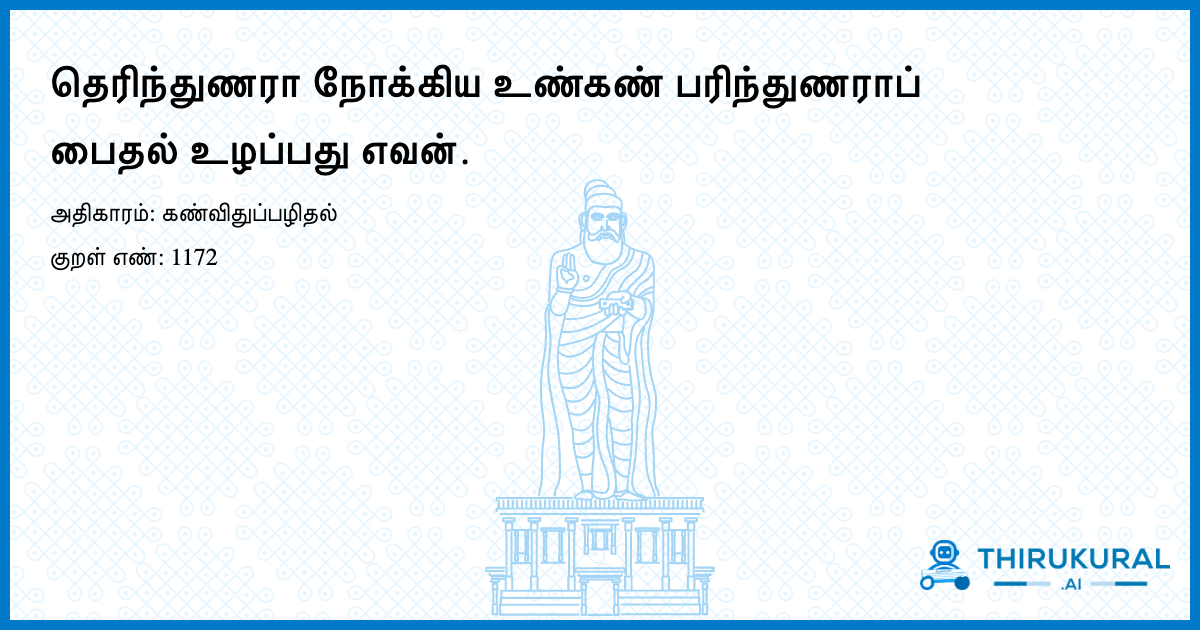 தெரிந்துணரா நோக்கிய உண்கண் பரிந்துணராப்
பைதல் உழப்பது எவன்.
அதிகாரம்: கண்விதுப்பழிதல்
குறள் எண்: 1172
THIRUKURAL
.AI